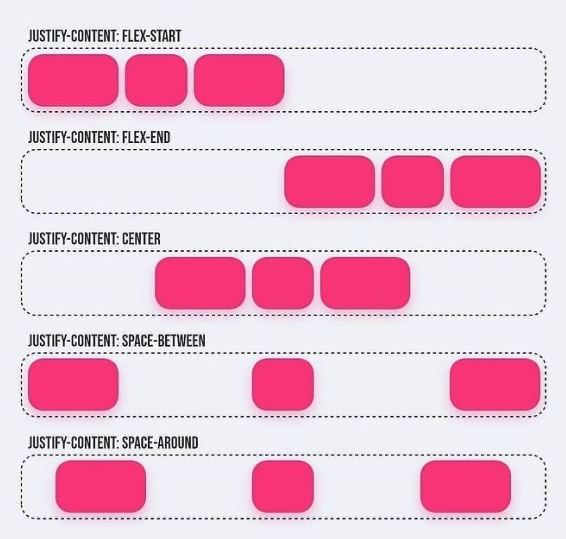 JUSTIFY-CONTENT: FLEX-START
JUSTIFY-CONTENT: FLEX-END
JUSTIFY-CONTENT: CENTER
JUSTIFY-CONTENT: SPACE-BETWEEN
JUSTIFY-CONTENT: SPACE-AROUND